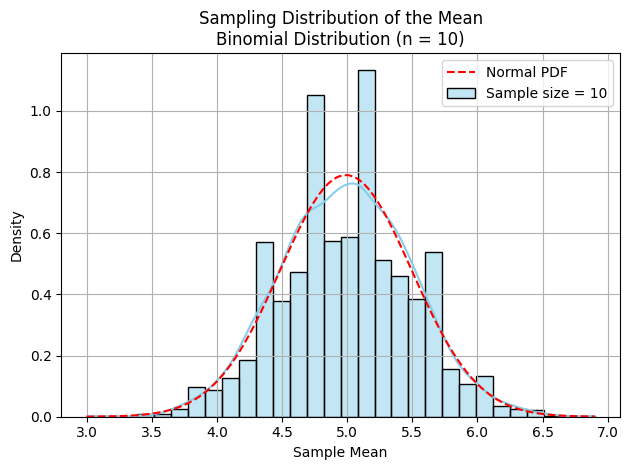 Sampling Distribution of the Mean
Binomial Distribution (n = 10)
Normal PDF
Sample size = 10
Density
1.0
0.8
0.6
0.4
0.2
0.0
3.0 3.5 4.0 4.5 5.0 5.5 6.0 6.5 7.0
Sample Mean